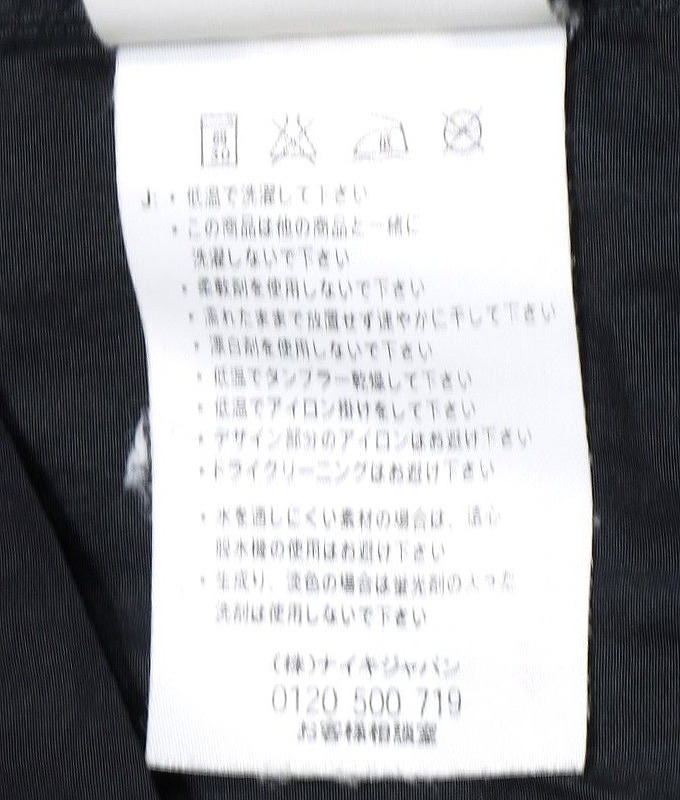 J: ・低温で洗濯して下さい
・この商品は他の商品と一緒に
洗濯しないで下さい
・柔軟剤を使用しないで下さい
・濡れたままで放置せず速やかに干して下さい
・漂白剤を使用しないで下さい
・低温でタンブラー乾燥して下さい
・低温でアイロン掛けをして下さい
・デザイン部分のアイロンはお避け下さい
・ドライクリーニングはお避け下さい
・水を通しにくい素材の場合は、遠心
脱水機の使用はお避け下さい
・生成り、淡色の場合は蛍光剤の入った
洗剤は使用しないで下さい
(株)ナイキジャパン
0120 500 719
お客様相談室